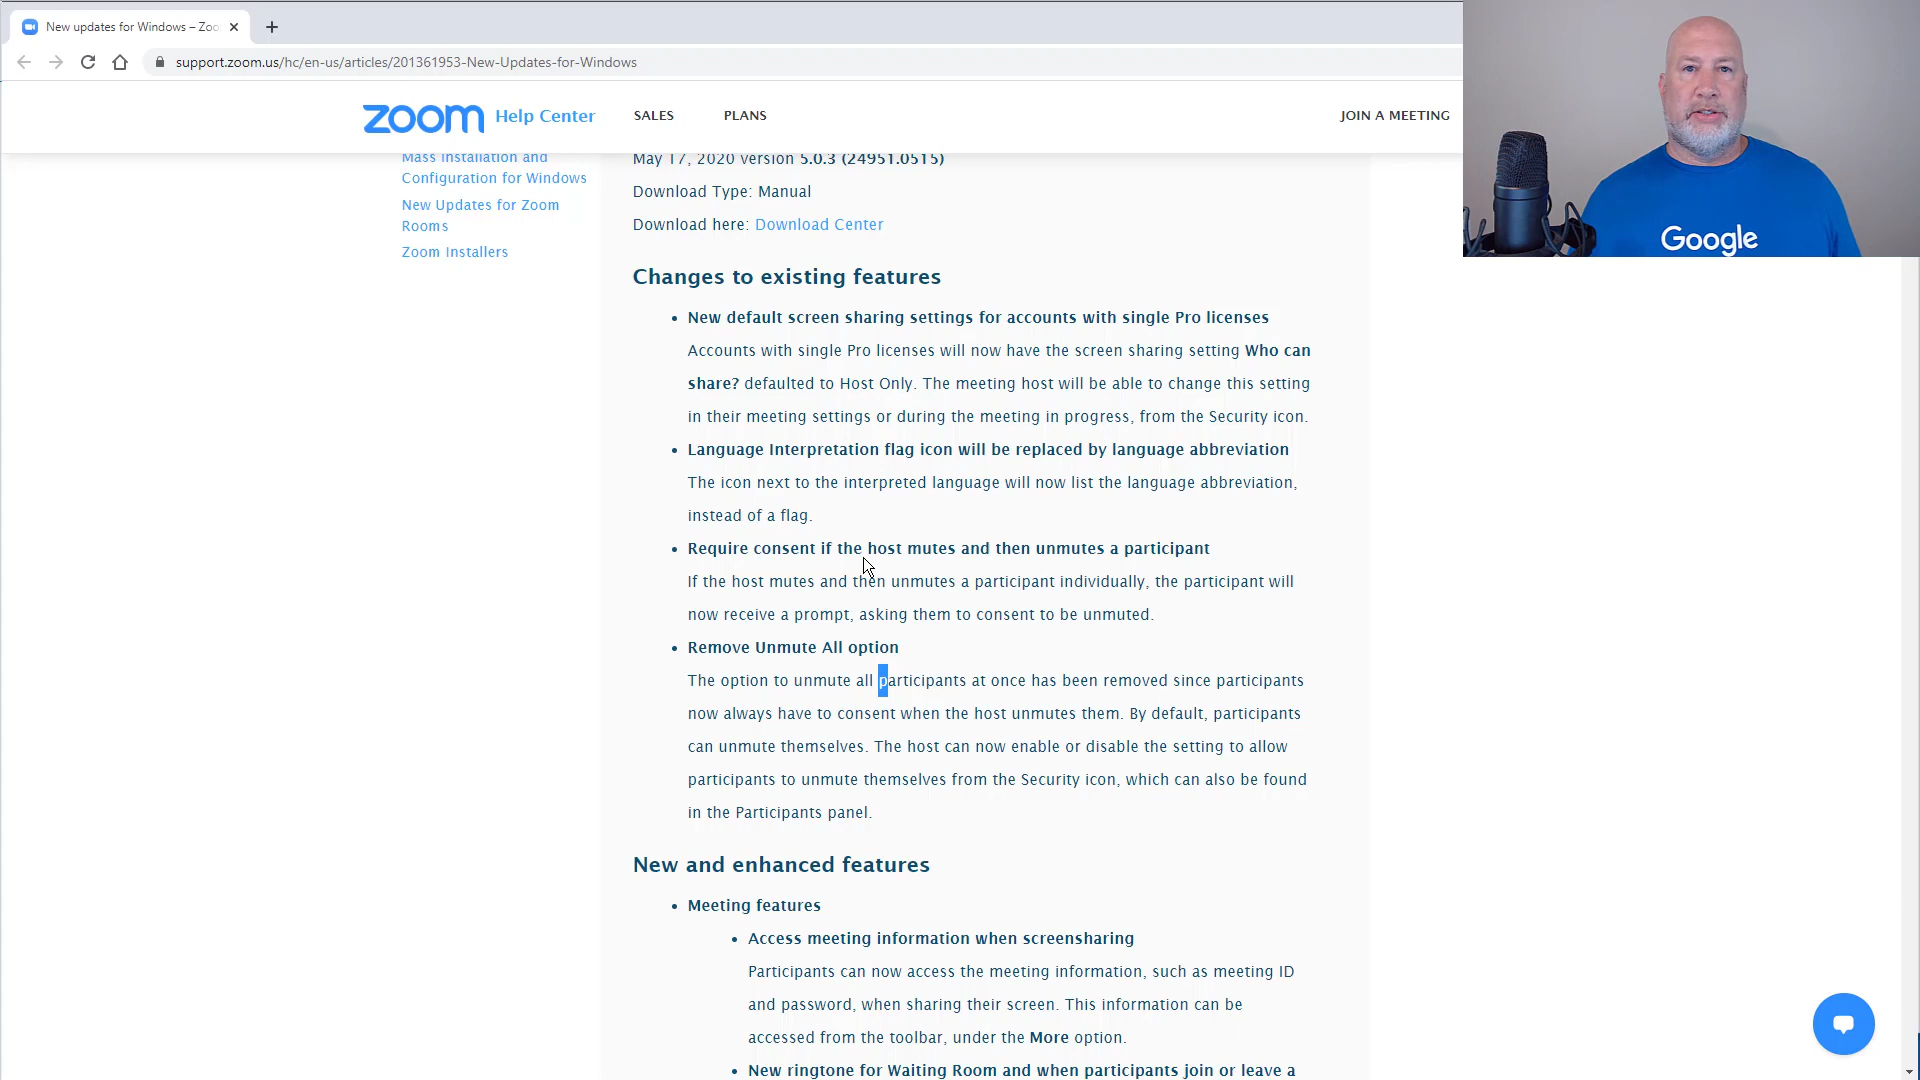 New updates for Windows – Zoo
support.zoom.us/hc/en-us/articles/201361953-New-Updates-for-Windows
zoom Help Center SALES PLANS JOIN A MEETING
Mass Installation and
Configuration for Windows
New Updates for Zoom
Rooms
Zoom Installers
May 17, 2020 version 5.0.3 (24951.0515)
Download Type: Manual
Download here: Download Center
Changes to existing features
• New default screen sharing settings for accounts with single Pro licenses
Accounts with single Pro licenses will now have the screen sharing setting Who can
share? defaulted to Host Only. The meeting host will be able to change this setting
in their meeting settings or during the meeting in progress, from the Security icon.
• Language Interpretation flag icon will be replaced by language abbreviation
The icon next to the interpreted language will now list the language abbreviation,
instead of a flag.
• Require consent if the host mutes and then unmutes a participant
If the host mutes and then unmutes a participant individually, the participant will
now receive a prompt, asking them to consent to be unmuted.
• Remove Unmute All option
The option to unmute all participants at once has been removed since participants
now always have to consent when the host unmutes them. By default, participants
can unmute themselves. The host can now enable or disable the setting to allow
participants to unmute themselves from the Security icon, which can also be found
in the Participants panel.
New and enhanced features
• Meeting features
• Access meeting information when screensharing
Participants can now access the meeting information, such as meeting ID
and password, when sharing their screen. This information can be
accessed from the toolbar, under the More option.
• New ringtone for Waiting Room and when participants join or leave a
Google